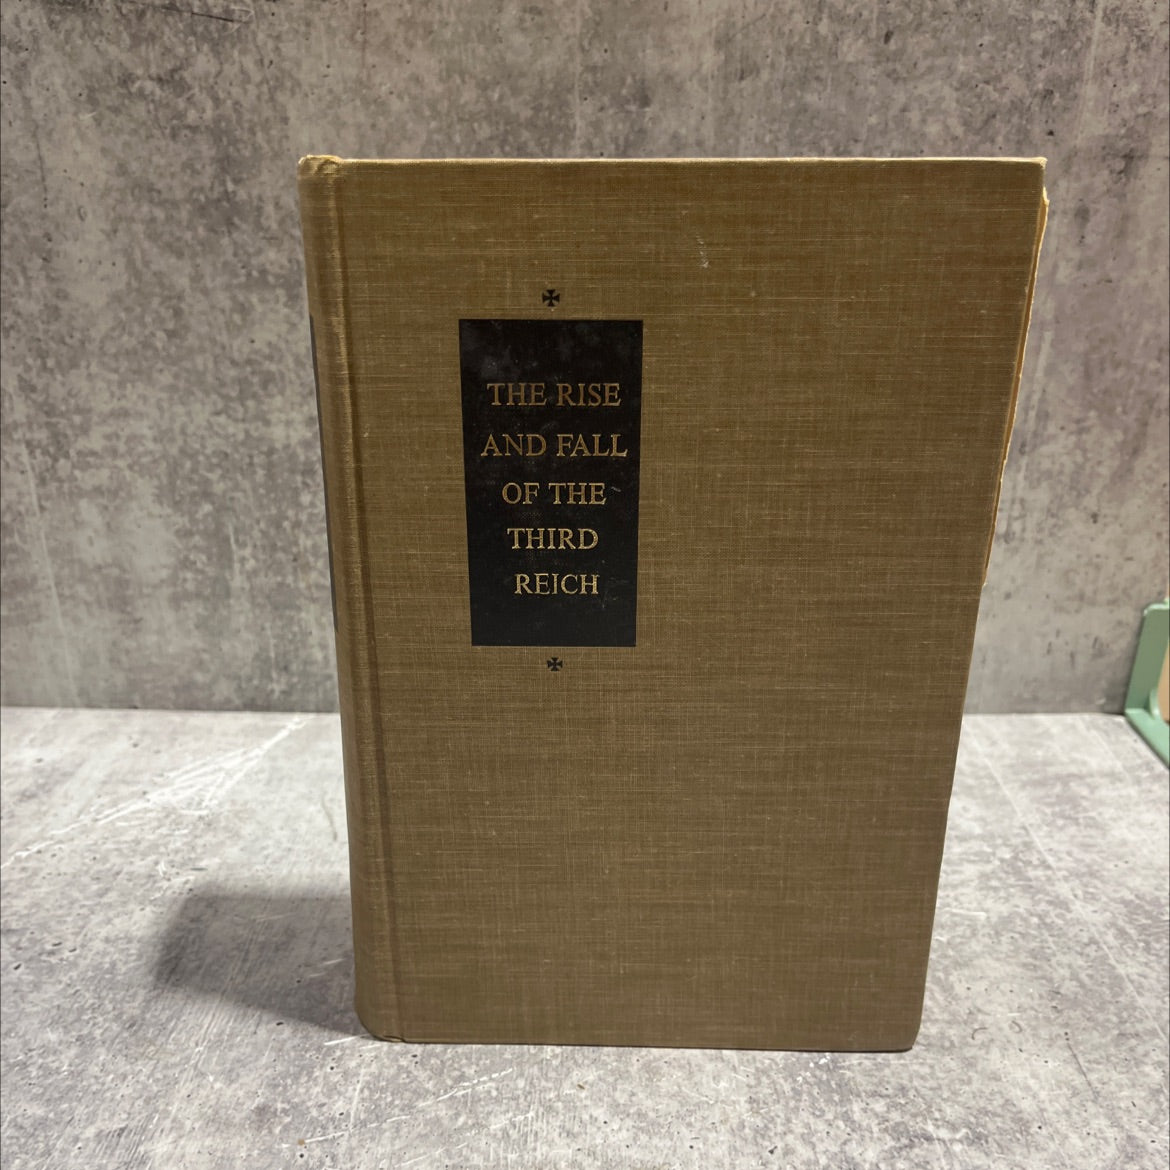 THE RISE
AND FALL
OF THE
THIRD
REICH